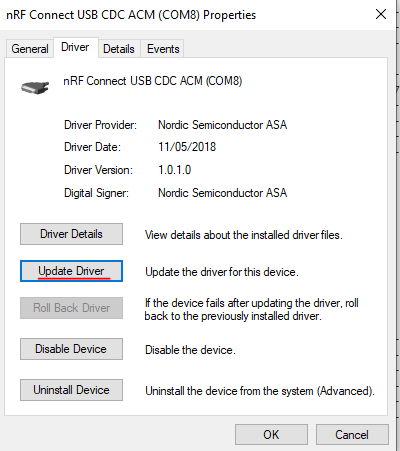 nRF Connect USB CDC ACM (COM8) Properties
General Driver Details Events
nRF Connect USB CDC ACM (COM8)
Driver Provider: Nordic Semiconductor ASA
Driver Date: 11/05/2018
Driver Version: 1.0.1.0
Digital Signer: Nordic Semiconductor ASA
Driver Details View details about the installed driver files.
Update Driver Update the driver for this device.
Roll Back Driver If the device fails after updating the driver, roll
back to the previously installed driver.
Disable Device Disable the device.
Uninstall Device Uninstall the device from the system (Advanced).
OK Cancel